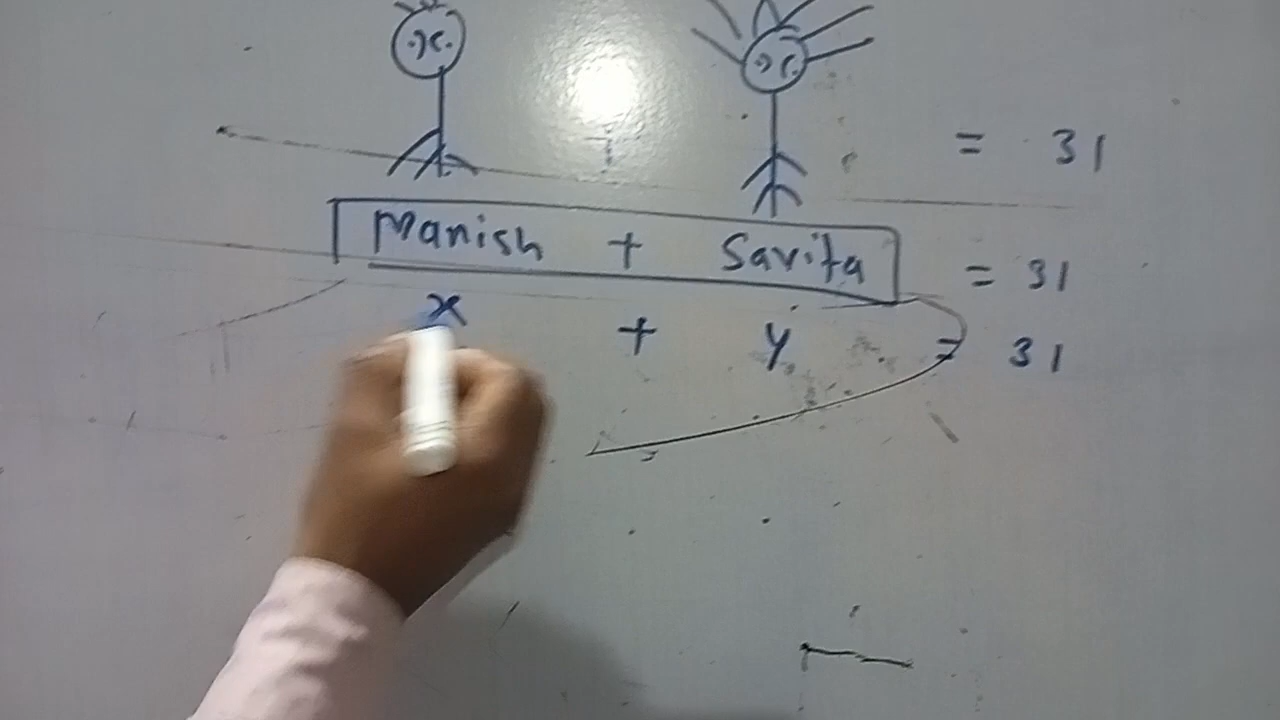 + = 31
Manish + Savita = 31
x + y = 31